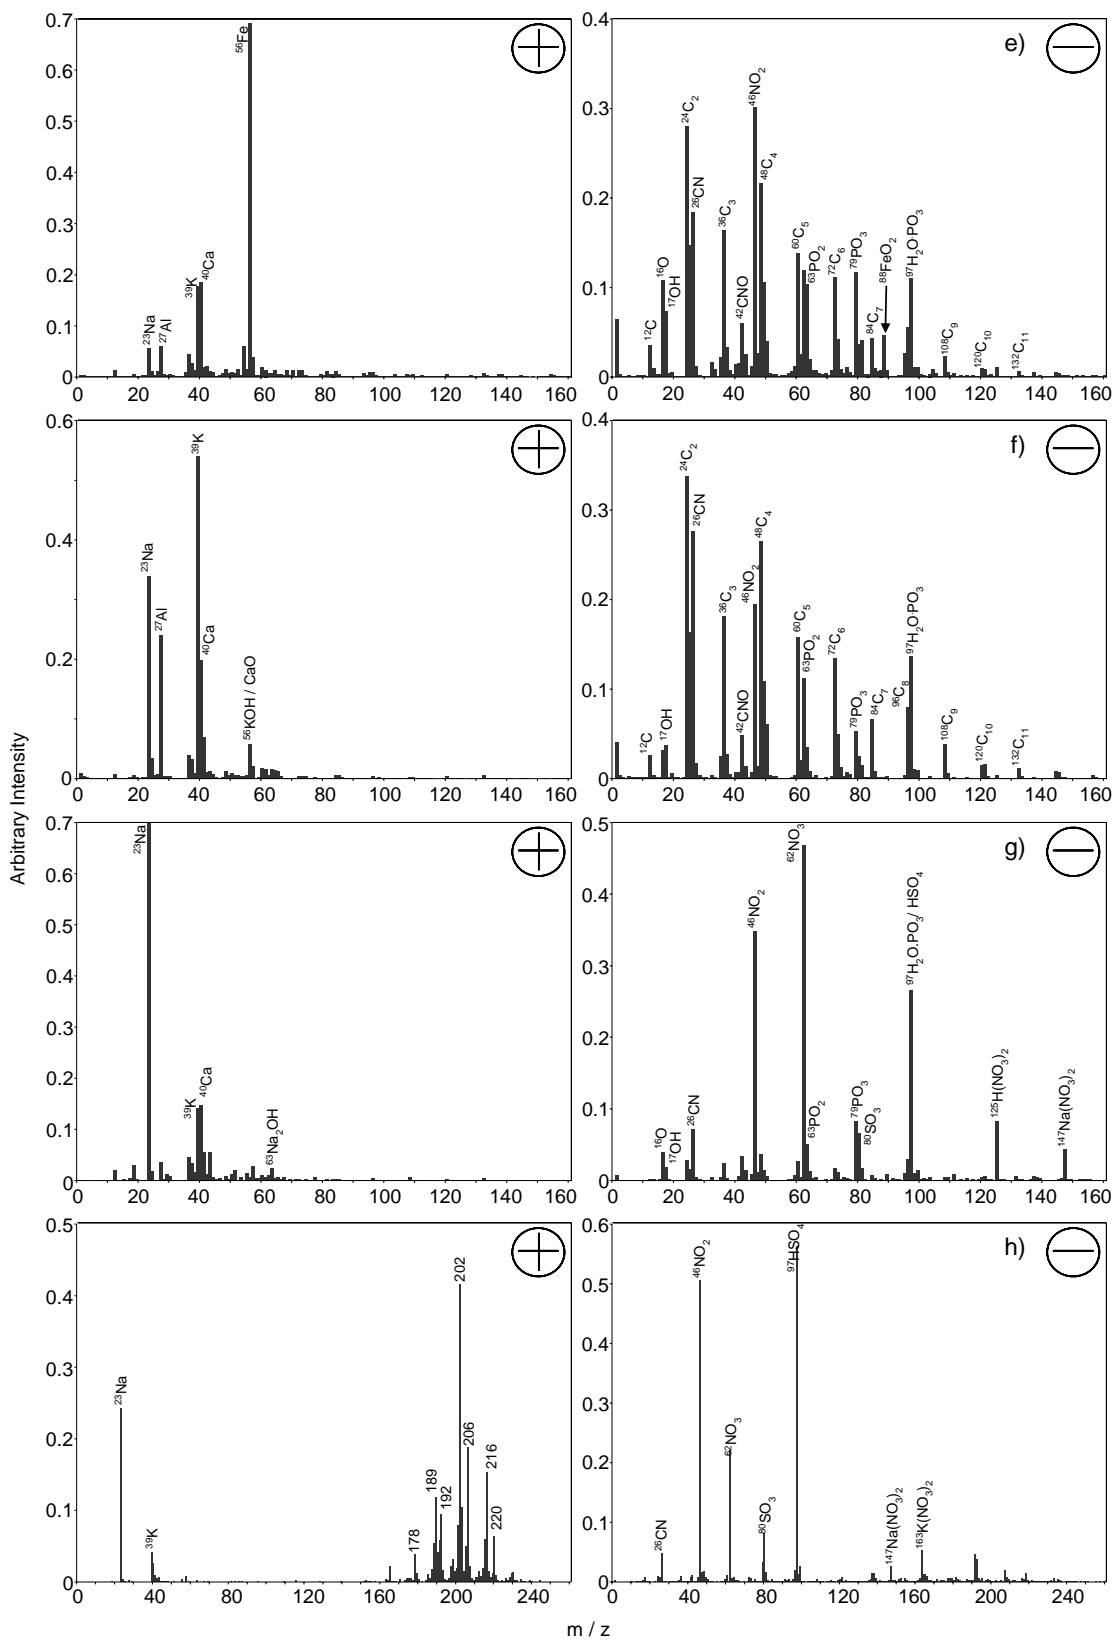 0.7
0.6
0.5
0.4
0.3
0.2
0.1
0
⁵⁶Fe
²³Na
²⁷Al
³⁹K
⁴⁰Ca
0 20 40 60 80 100 120 140 160
e)
0.4
0.3
0.2
0.1
0
¹²C
¹⁶O
¹⁷OH
²⁴C₂
²⁶CN
³⁶C₃
⁴²CNO
⁴⁶NO₂
⁴⁸C₄
⁶⁰C₅
⁶³PO₂
⁷²C₆
⁷⁹PO₃
⁸⁴C₇
⁸⁸FeO₂
⁹⁷H₂O·PO₃
¹⁰⁸C₉
¹²⁰C₁₀
¹³²C₁₁
0 20 40 60 80 100 120 140 160
0.6
0.4
0.2
0
²³Na
²⁷Al
³⁹K
⁴⁰Ca
⁵⁶KOH / CaO
0 20 40 60 80 100 120 140 160
f)
0.4
0.3
0.2
0.1
0
¹²C
¹⁷OH
²⁴C₂
²⁶CN
³⁶C₃
⁴²CNO
⁴⁶NO₂
⁴⁸C₄
⁶⁰C₅
⁶³PO₂
⁷²C₆
⁷⁹PO₃
⁸⁴C₇
⁹⁶C₈
⁹⁷H₂O·PO₃
¹⁰⁸C₉
¹²⁰C₁₀
¹³²C₁₁
0 20 40 60 80 100 120 140 160
Arbitrary Intensity
0.7
0.6
0.5
0.4
0.3
0.2
0.1
0
²³Na
³⁹K
⁴⁰Ca
⁶³Na₂OH
0 20 40 60 80 100 120 140 160
g)
0.5
0.4
0.3
0.2
0.1
0
¹⁶O
¹⁷OH
²⁶CN
⁴⁶NO₂
⁶²NO₃
⁶³PO₂
⁷⁹PO₃
⁸⁰SO₃
⁹⁷H₂O.PO₃/ HSO₄
¹²⁵H(NO₃)₂
¹⁴⁷Na(NO₃)₂
0 20 40 60 80 100 120 140 160
0.5
0.4
0.3
0.2
0.1
0
²³Na
³⁹K
178
189
192
202
206
216
220
0 40 80 120 160 200 240
h)
0.6
0.5
0.4
0.3
0.2
0.1
0
²⁶CN
⁴⁶NO₂
⁶²NO₃
⁸⁰SO₃
⁹⁷HSO₄
¹⁴⁷Na(NO₃)₂
¹⁶³K(NO₃)₂
0 40 80 120 160 200 240
m / z